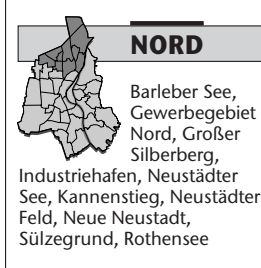 NORD
Barleber See,
Gewerbegebiet
Nord, Großer
Silberberg,
Industriehafen, Neustädter
See, Kannenstieg, Neustädter
Feld, Neue Neustadt,
Sülzegrund, Rothensee